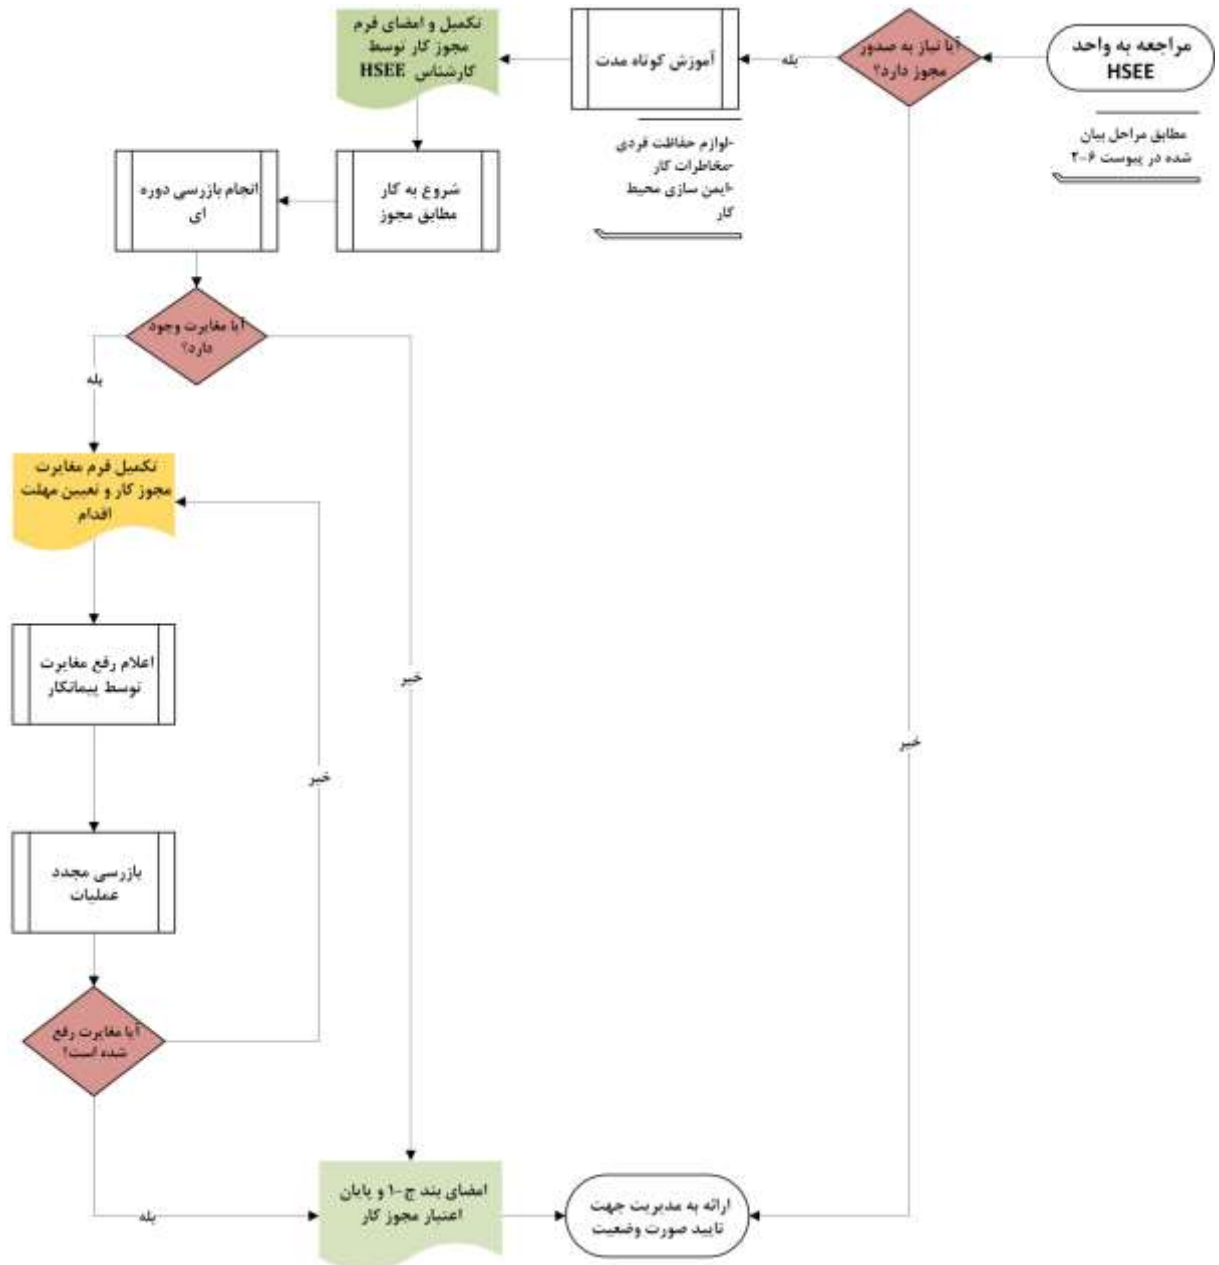 مراجعه به واحد
HSEE
مطابق مراحل بیان
شده در پیوست ۶-۲
آیا نیاز به صدور
مجوز دارد؟
بله
خیر
آموزش کوتاه مدت
-لوازم حفاظت فردی
-مخاطرات کار
-ایمن سازی محیط
کار
تکمیل و امضای فرم
مجوز کار توسط
کارشناس HSEE
شروع به کار
مطابق مجوز
انجام بازرسی دوره
ای
آیا مغایرت وجود
دارد؟
بله
خیر
تکمیل فرم مغایرت
مجوز کار و تعیین مهلت
اقدام
اعلام رفع مغایرت
توسط پیمانکار
بازرسی مجدد
عملیات
آیا مغایرت رفع
شده است؟
خیر
بله
امضای بند ج-۱ و پایان
اعتبار مجوز کار
ارائه به مدیریت جهت
تایید صورت وضعیت